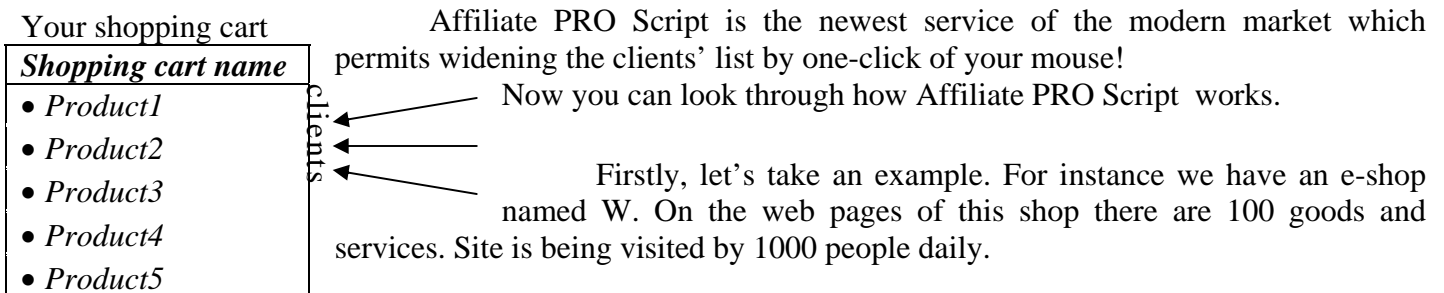 Your shopping cart
Shopping cart name
• Product1
• Product2
• Product3
• Product4
• Product5
clients
Affiliate PRO Script is the newest service of the modern market which
permits widening the clients’ list by one-click of your mouse!
Now you can look through how Affiliate PRO Script works.
Firstly, let’s take an example. For instance we have an e-shop
named W. On the web pages of this shop there are 100 goods and
services. Site is being visited by 1000 people daily.